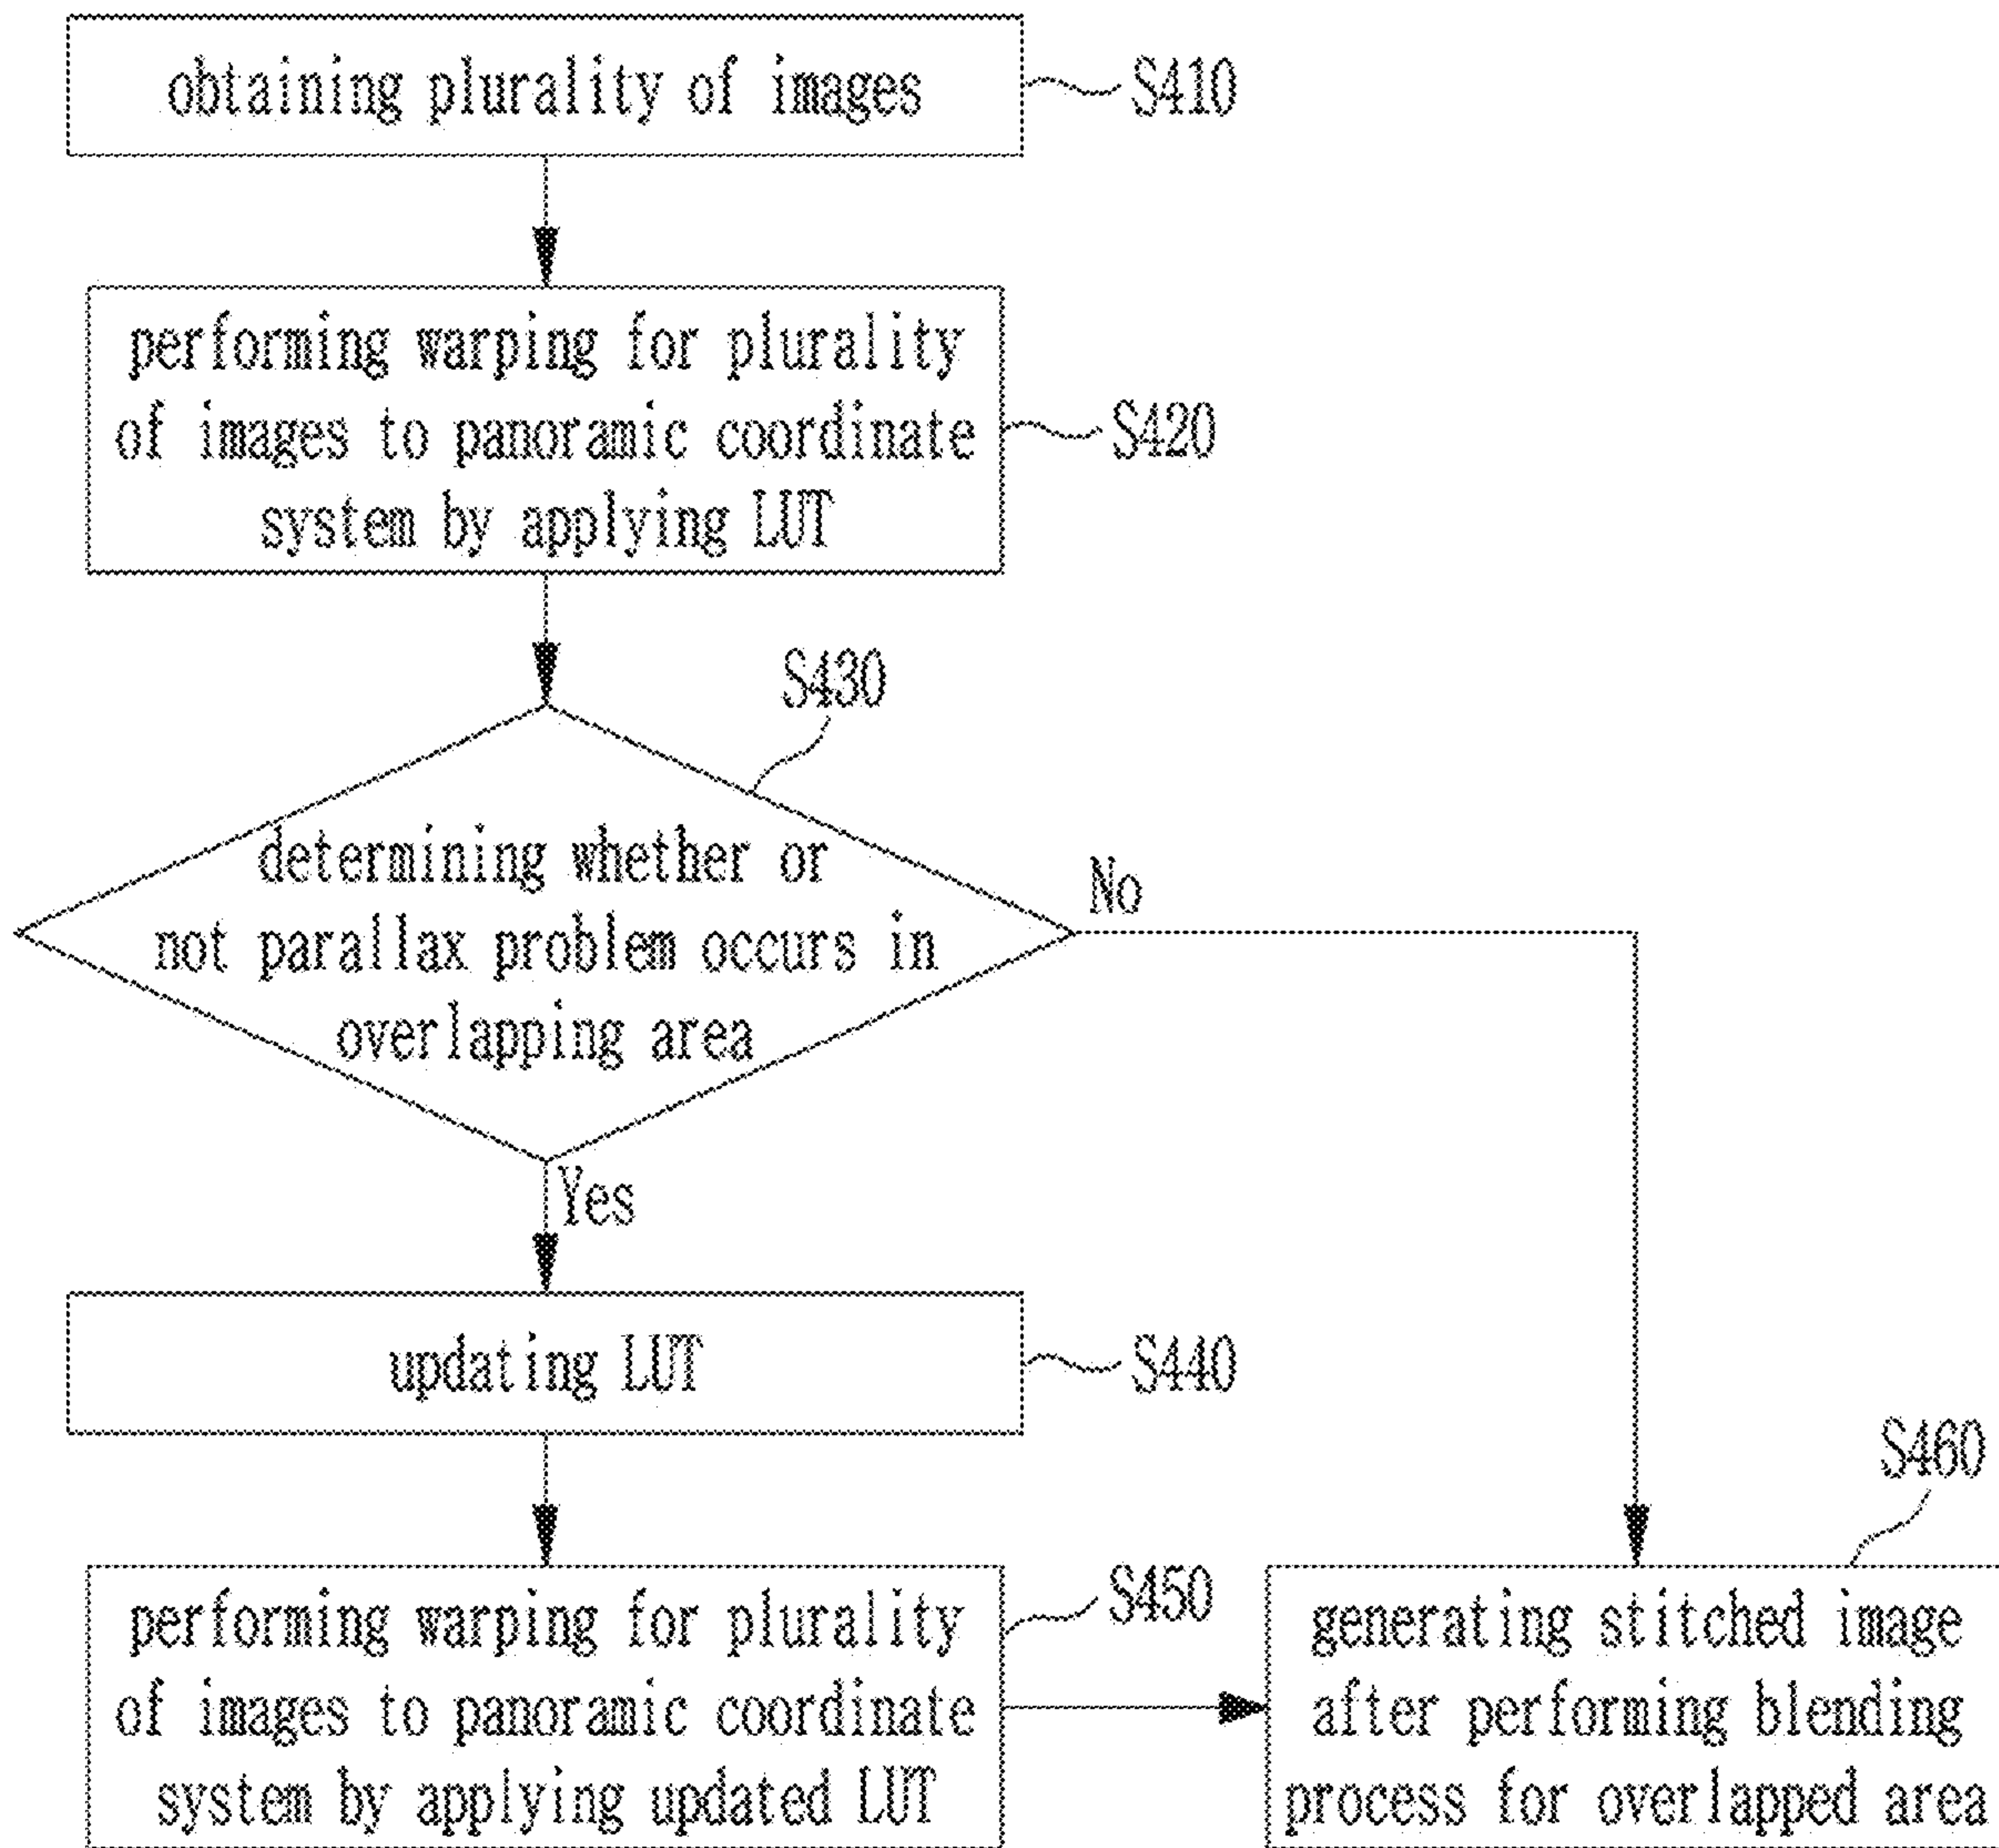 obtaining plurality of images
S410
performing warping for plurality
of images to panoramic coordinate
system by applying LUT
S420
S430
determining whether or
not parallax problem occurs in
overlapping area
No
Yes
updating LUT
S440
performing warping for plurality
of images to panoramic coordinate
system by applying updated LUT
S450
S460
generating stitched image
after performing blending
process for overlapped area